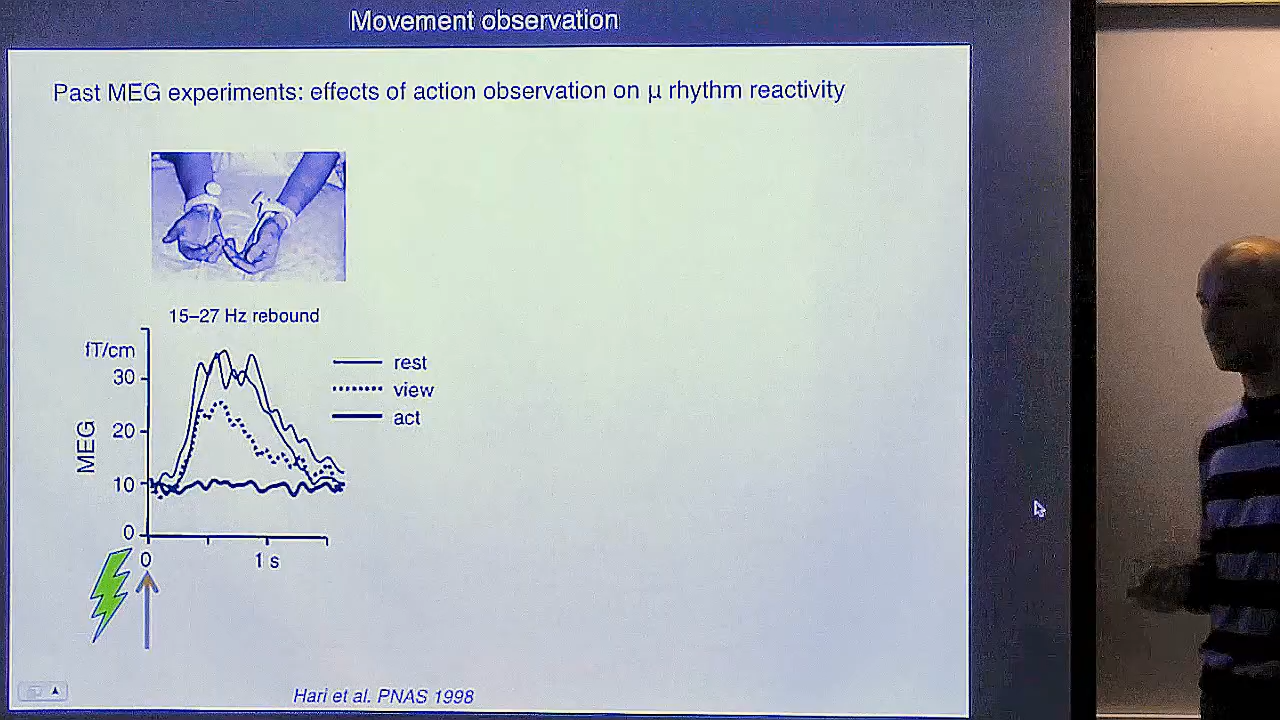 Movement observation
Past MEG experiments: effects of action observation on μ rhythm reactivity
15–27 Hz rebound
fT/cm
30
20
10
0
MEG
rest
view
act
0
1 s
Hari et al. PNAS 1998